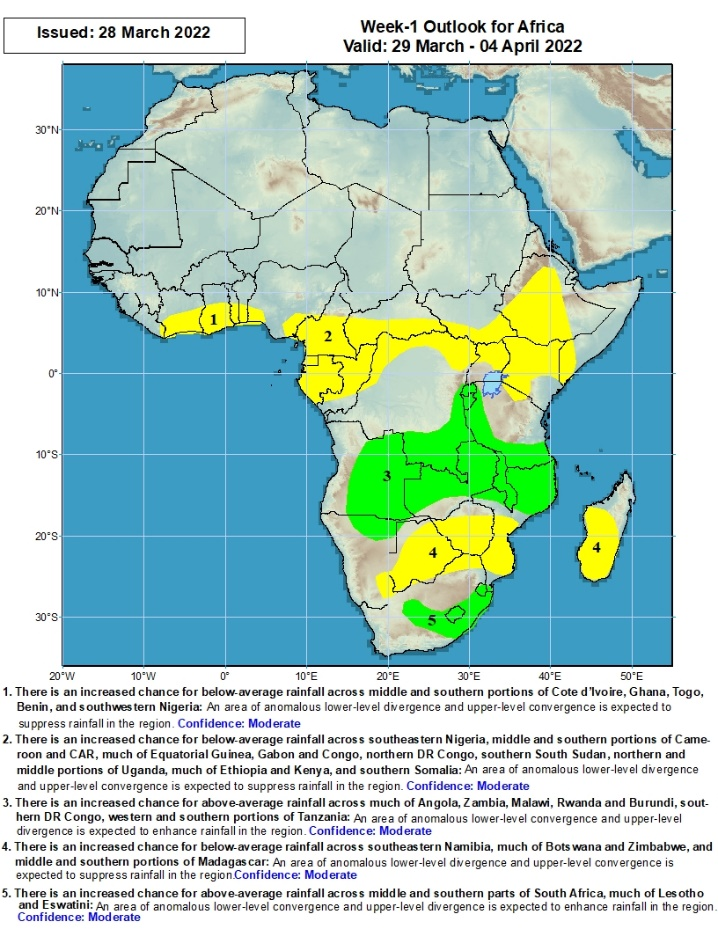 Issued: 28 March 2022
Week-1 Outlook for Africa
Valid: 29 March - 04 April 2022
30°N
20°N
10°N
0°
10°S
20°S
30°S
1
2
3
4
4
5
20°W 10°W 0° 10°E 20°E 30°E 40°E 50°E
1. There is an increased chance for below-average rainfall across middle and southern portions of Cote d'Ivoire, Ghana, Togo,
Benin, and southwestern Nigeria: An area of anomalous lower-level divergence and upper-level convergence is expected to
suppress rainfall in the region. Confidence: Moderate
2. There is an increased chance for below-average rainfall across southeastern Nigeria, middle and southern portions of Came-
roon and CAR, much of Equatorial Guinea, Gabon and Congo, northern DR Congo, southern South Sudan, northern and
middle portions of Uganda, much of Ethiopia and Kenya, and southern Somalia: An area of anomalous lower-level divergence
and upper-level convergence is expected to suppress rainfall in the region. Confidence: Moderate
3. There is an increased chance for above-average rainfall across much of Angola, Zambia, Malawi, Rwanda and Burundi, sout-
hern DR Congo, western and southern portions of Tanzania: An area of anomalous lower-level convergence and upper-level
divergence is expected to enhance rainfall in the region. Confidence: Moderate
4. There is an increased chance for below-average rainfall across southeastern Namibia, much of Botswana and Zimbabwe, and
middle and southern portions of Madagascar: An area of anomalous lower-level divergence and upper-level convergence is
expected to suppress rainfall in the region.Confidence: Moderate
5. There is an increased chance for above-average rainfall across middle and southern parts of South Africa, much of Lesotho
and Eswatini: An area of anomalous lower-level convergence and upper-level divergence is expected to enhance rainfall in the region.
Confidence: Moderate